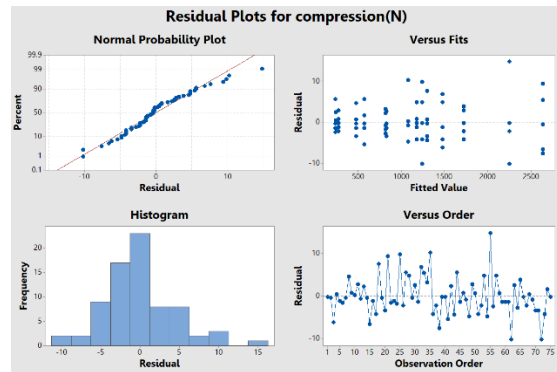 Residual Plots for compression(N)
Normal Probability Plot
Versus Fits
99.9
99
90
50
10
1
0.1
Percent
-10
0
10
Residual
10
0
-10
Residual
500
1000
1500
2000
2500
Fitted Value
Histogram
Versus Order
20
15
10
5
0
Frequency
-10
-5
0
5
10
15
Residual
10
5
0
-5
-10
Residual
1 5 10 15 20 25 30 35 40 45 50 55 60 65 70 75
Observation Order